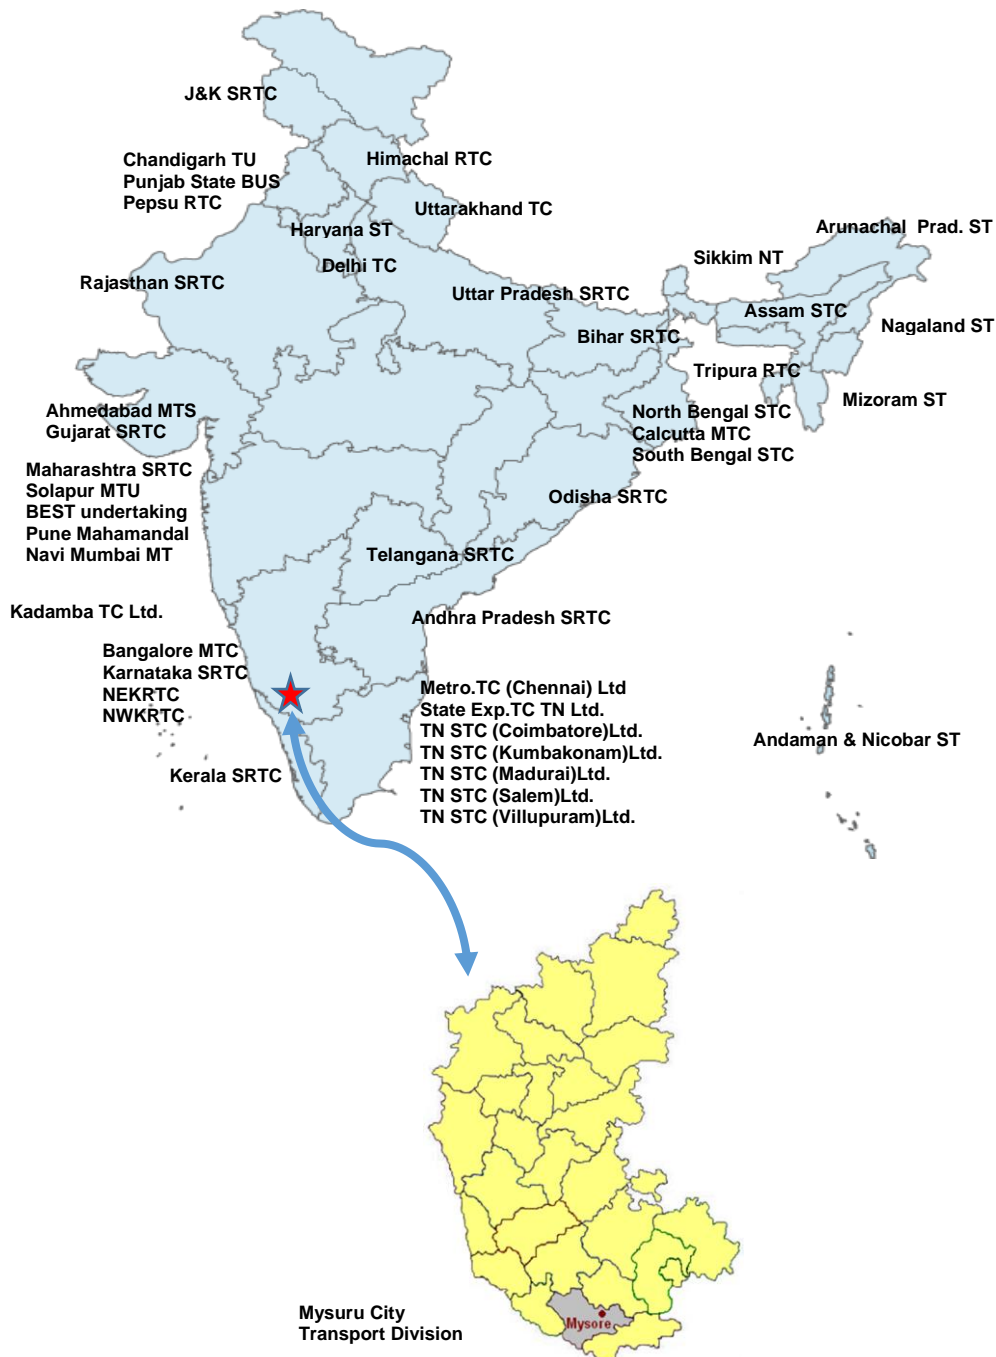 J&K SRTC
Chandigarh TU
Punjab State BUS
Pepsu RTC
Himachal RTC
Uttarakhand TC
Haryana ST
Delhi TC
Rajasthan SRTC
Uttar Pradesh SRTC
Bihar SRTC
Arunachal  Prad. ST
Sikkim NT
Assam STC
Nagaland ST
Tripura RTC
Mizoram ST
Ahmedabad MTS
Gujarat SRTC
North Bengal STC
Calcutta MTC
South Bengal STC
Maharashtra SRTC
Solapur MTU
BEST undertaking
Pune Mahamandal
Navi Mumbai MT
Odisha SRTC
Telangana SRTC
Kadamba TC Ltd.
Andhra Pradesh SRTC
Bangalore MTC
Karnataka SRTC
NEKRTC
NWKRTC
Metro.TC (Chennai) Ltd
State Exp.TC TN Ltd.
TN STC (Coimbatore)Ltd.
TN STC (Kumbakonam)Ltd.
TN STC (Madurai)Ltd.
TN STC (Salem)Ltd.
TN STC (Villupuram)Ltd.
Andaman & Nicobar ST
Kerala SRTC
Mysuru City
Transport Division
Mysore